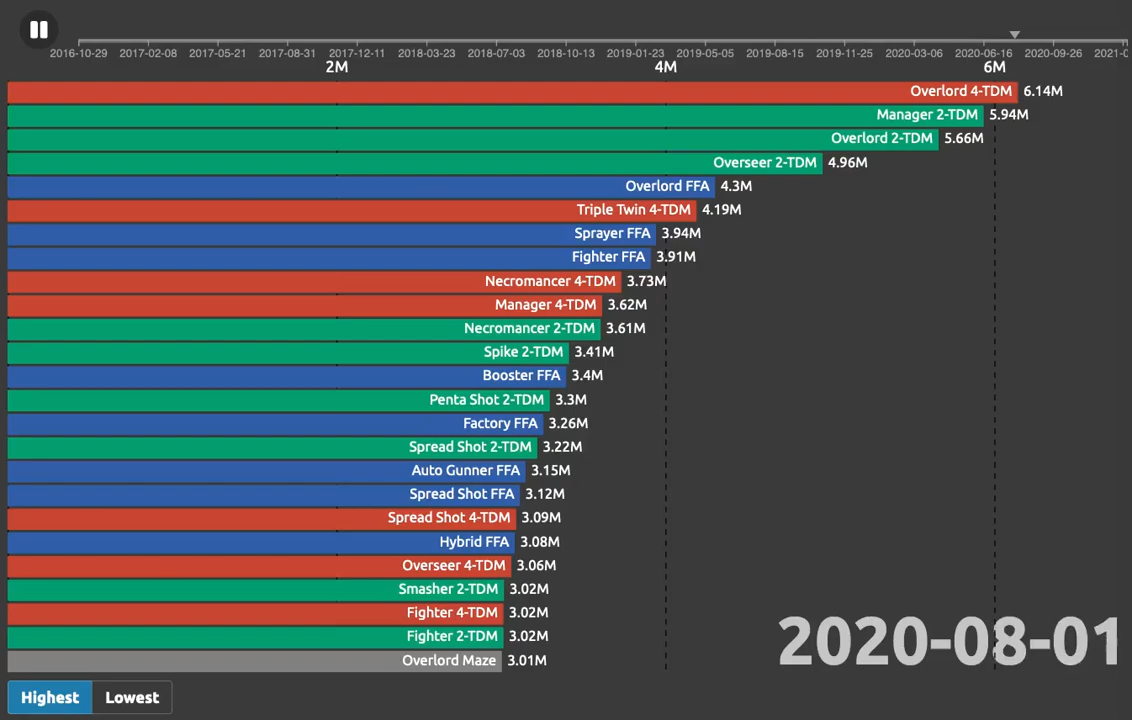 2016-10-29 2017-02-08 2017-05-21 2017-08-31 2017-12-11 2018-03-23 2018-07-03 2018-10-13 2019-01-23 2019-05-05 2019-08-15 2019-11-25 2020-03-06 2020-06-16 2020-09-26 2021-0
2M 4M 6M
Overlord 4-TDM 6.14M
Manager 2-TDM 5.94M
Overlord 2-TDM 5.66M
Overseer 2-TDM 4.96M
Overlord FFA 4.3M
Triple Twin 4-TDM 4.19M
Sprayer FFA 3.94M
Fighter FFA 3.91M
Necromancer 4-TDM 3.73M
Manager 4-TDM 3.62M
Necromancer 2-TDM 3.61M
Spike 2-TDM 3.41M
Booster FFA 3.4M
Penta Shot 2-TDM 3.3M
Factory FFA 3.26M
Spread Shot 2-TDM 3.22M
Auto Gunner FFA 3.15M
Spread Shot FFA 3.12M
Spread Shot 4-TDM 3.09M
Hybrid FFA 3.08M
Overseer 4-TDM 3.06M
Smasher 2-TDM 3.02M
Fighter 4-TDM 3.02M
Fighter 2-TDM 3.02M
Overlord Maze 3.01M
2020-08-01
Highest Lowest